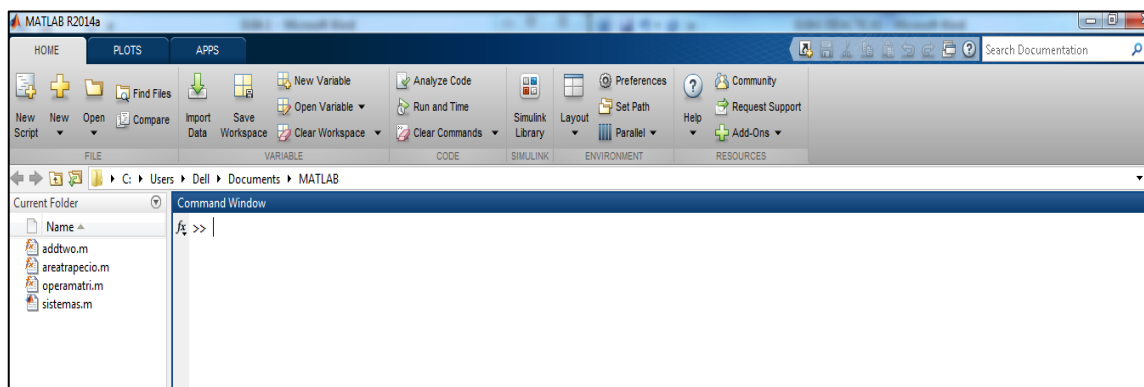 MATLAB R2014a
HOME PLOTS APPS
Search Documentation
New Script
New
Open
Find Files
Compare
FILE
Import Data
Save Workspace
New Variable
Open Variable
Clear Workspace
VARIABLE
Analyze Code
Run and Time
Clear Commands
CODE
Simulink Library
SIMULINK
Layout
Preferences
Set Path
Parallel
ENVIRONMENT
Help
Community
Request Support
Add-Ons
RESOURCES
C: Users Dell Documents MATLAB
Current Folder
Name
addtwo.m
areatrapecio.m
operamatri.m
sistemas.m
Command Window
fx >>